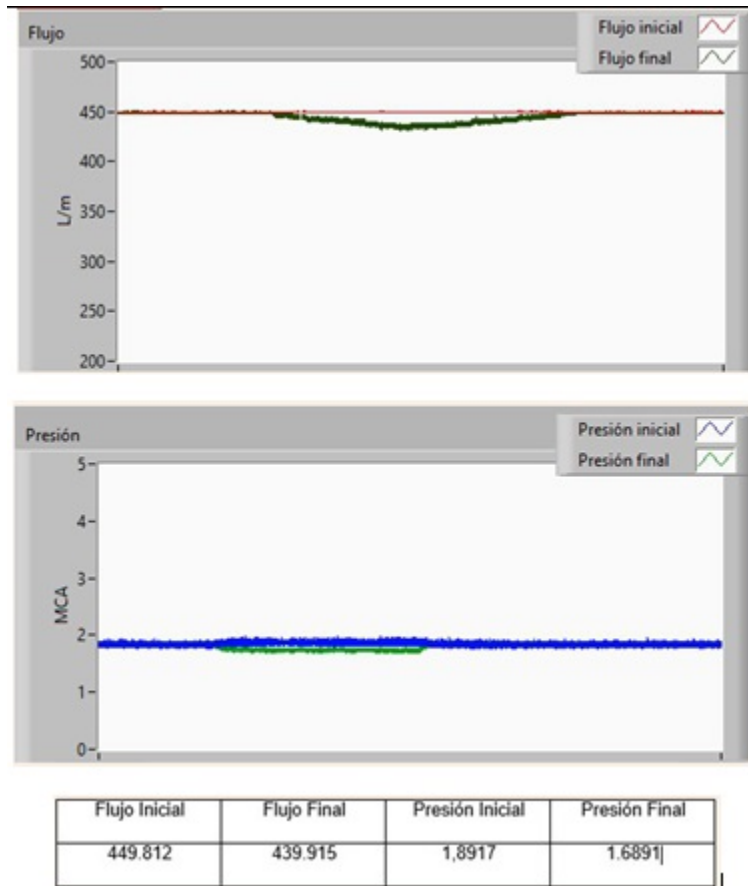 Flujo
Flujo inicial
Flujo final
500
450
400
350
300
250
200
L/m
Presión
Presión inicial
Presión final
5
4
3
2
1
0
MCA
Flujo Inicial Flujo Final Presión Inicial Presión Final
449.812 439.915 1,8917 1.6891